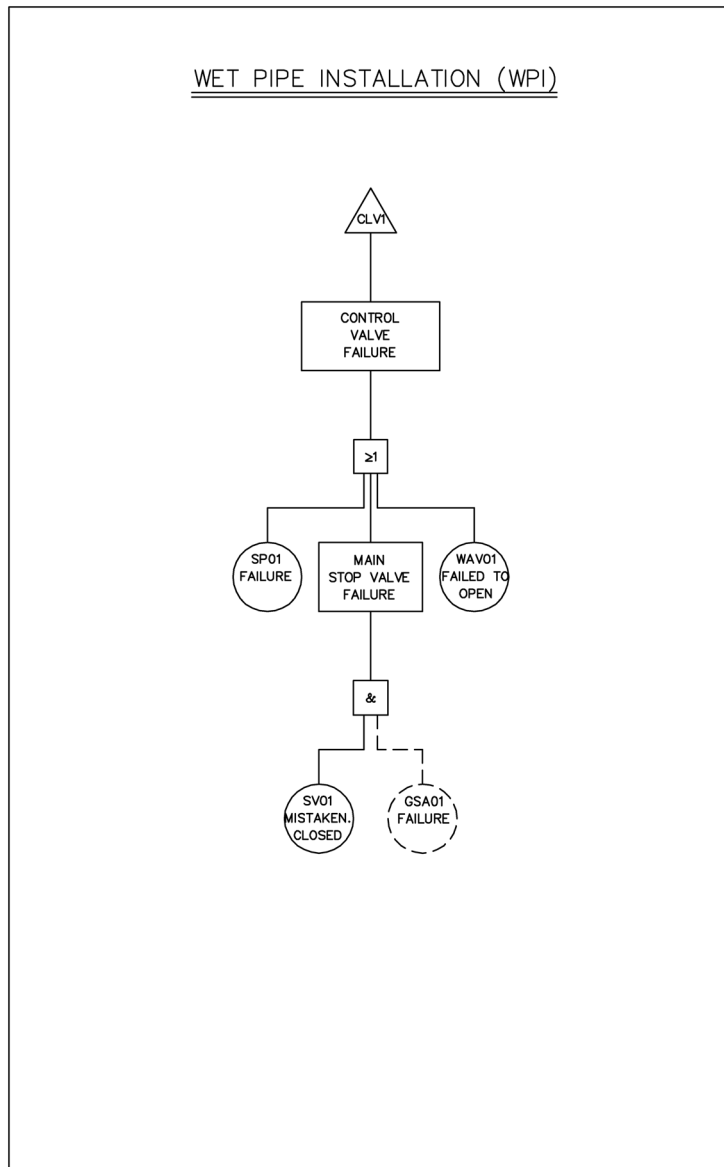 WET PIPE INSTALLATION (WPI)
CLV1
CONTROL
VALVE
FAILURE
≥1
SP01
FAILURE
MAIN
STOP VALVE
FAILURE
WAV01
FAILED TO
OPEN
&
SV01
MISTAKEN.
CLOSED
GSA01
FAILURE